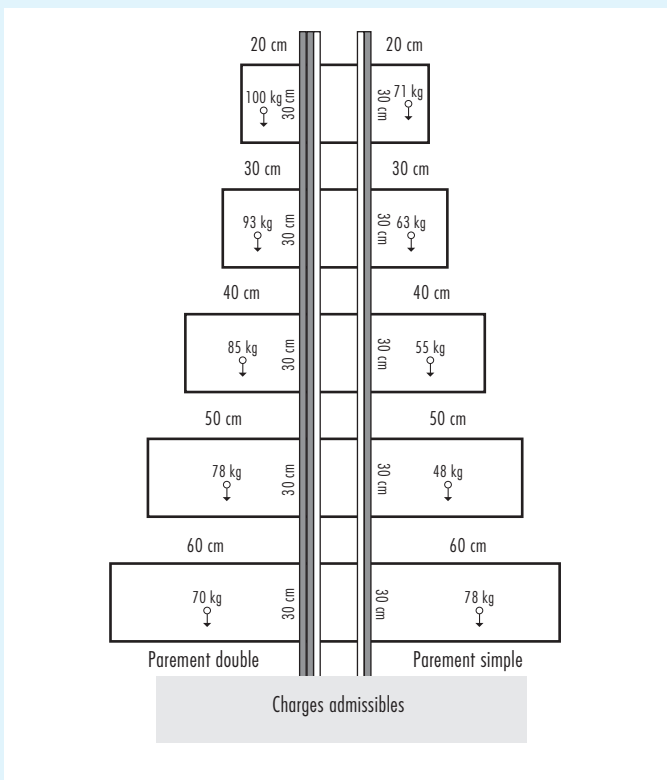 20 cm 20 cm
100 kg 30 cm 30 cm 71 kg
30 cm 30 cm
93 kg 30 cm 30 cm 63 kg
40 cm 40 cm
85 kg 30 cm 30 cm 55 kg
50 cm 50 cm
78 kg 30 cm 30 cm 48 kg
60 cm 60 cm
70 kg 30 cm 30 cm 78 kg
Parement double Parement simple
Charges admissibles